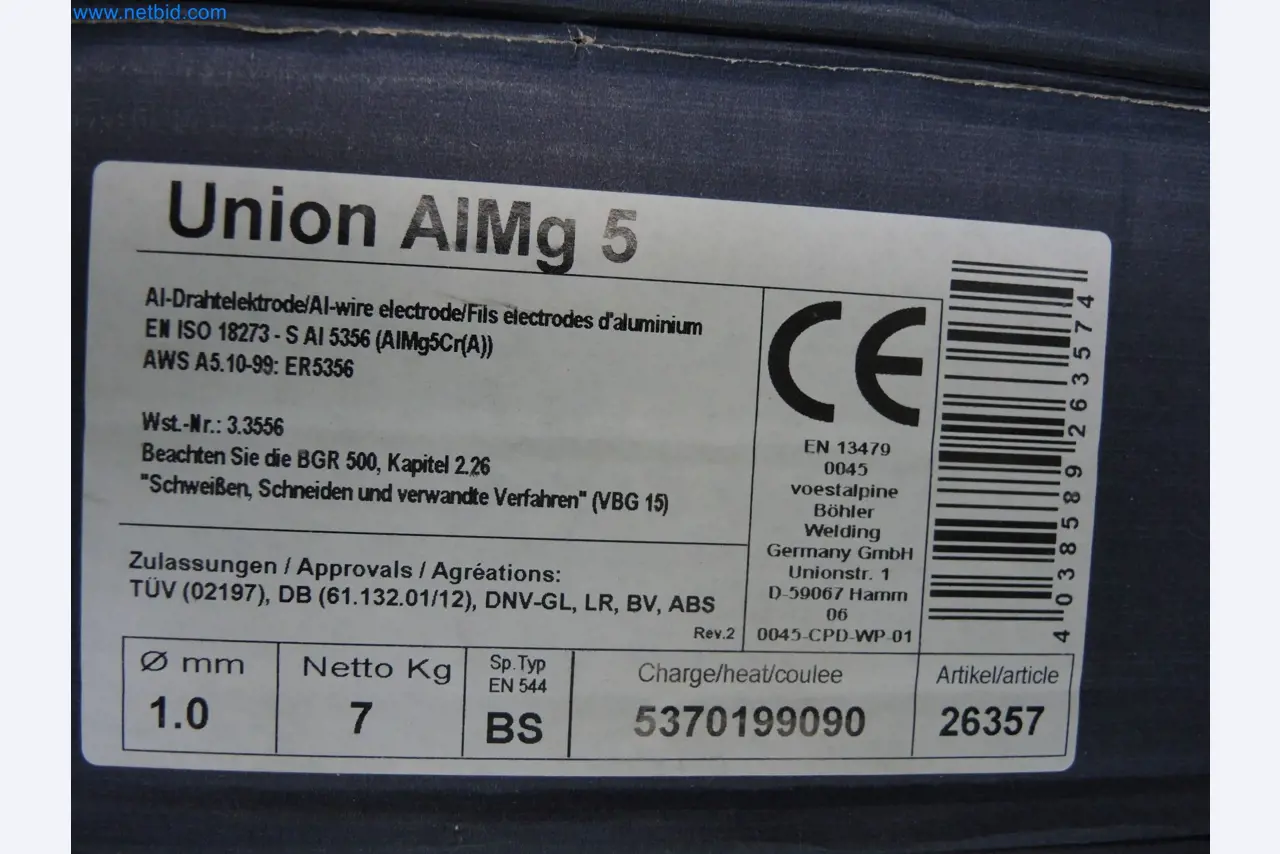 www.netbid.com
Union AlMg 5
Al-Drahtelektrode/Al-wire electrode/Fils electrodes d'aluminium
EN ISO 18273 - S Al 5356 (AlMg5Cr(A))
AWS A5.10-99: ER5356
Wst.-Nr.: 3.3556
Beachten Sie die BGR 500, Kapitel 2.26
"Schweißen, Schneiden und verwandte Verfahren" (VBG 15)
Zulassungen / Approvals / Agréations:
TÜV (02197), DB (61.132.01/12), DNV-GL, LR, BV, ABS
Rev.2
CE
EN 13479
0045
voestalpine
Böhler
Welding
Germany GmbH
Unionstr. 1
D-59067 Hamm
06
0045-CPD-WP-01
4 038589 263574
Ø mm
1.0
Netto Kg
7
Sp.Typ
EN 544
BS
Charge/heat/coulee
5370199090
Artikel/article
26357